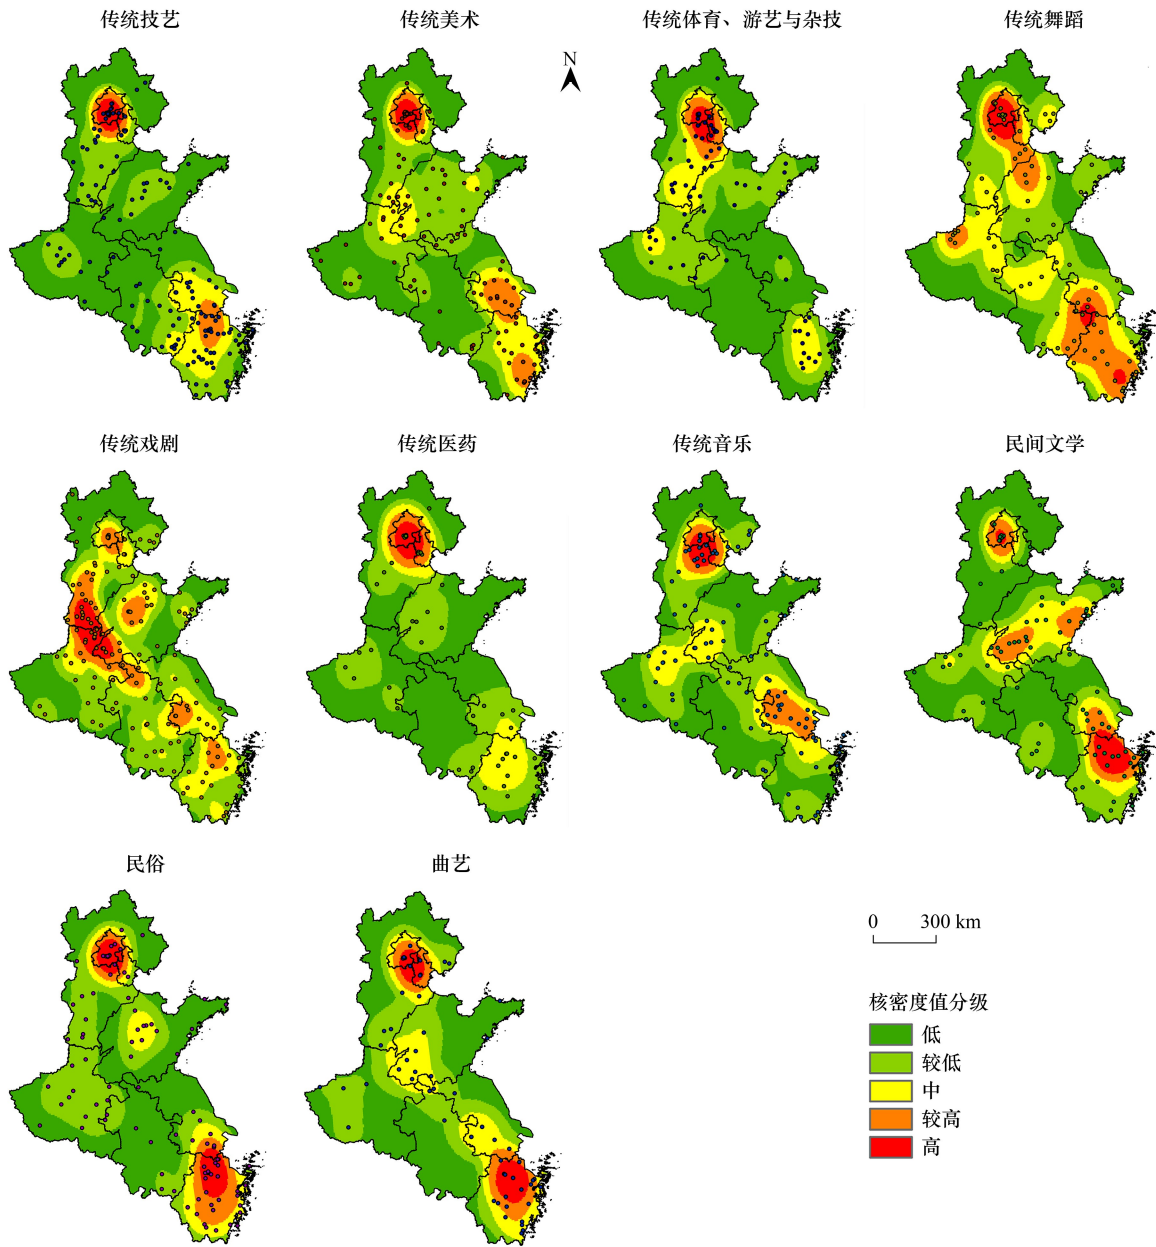 传统技艺
传统美术
传统体育、游艺与杂技
传统舞蹈
N
传统戏剧
传统医药
传统音乐
民间文学
民俗
曲艺
0 300 km
核密度值分级
低
较低
中
较高
高